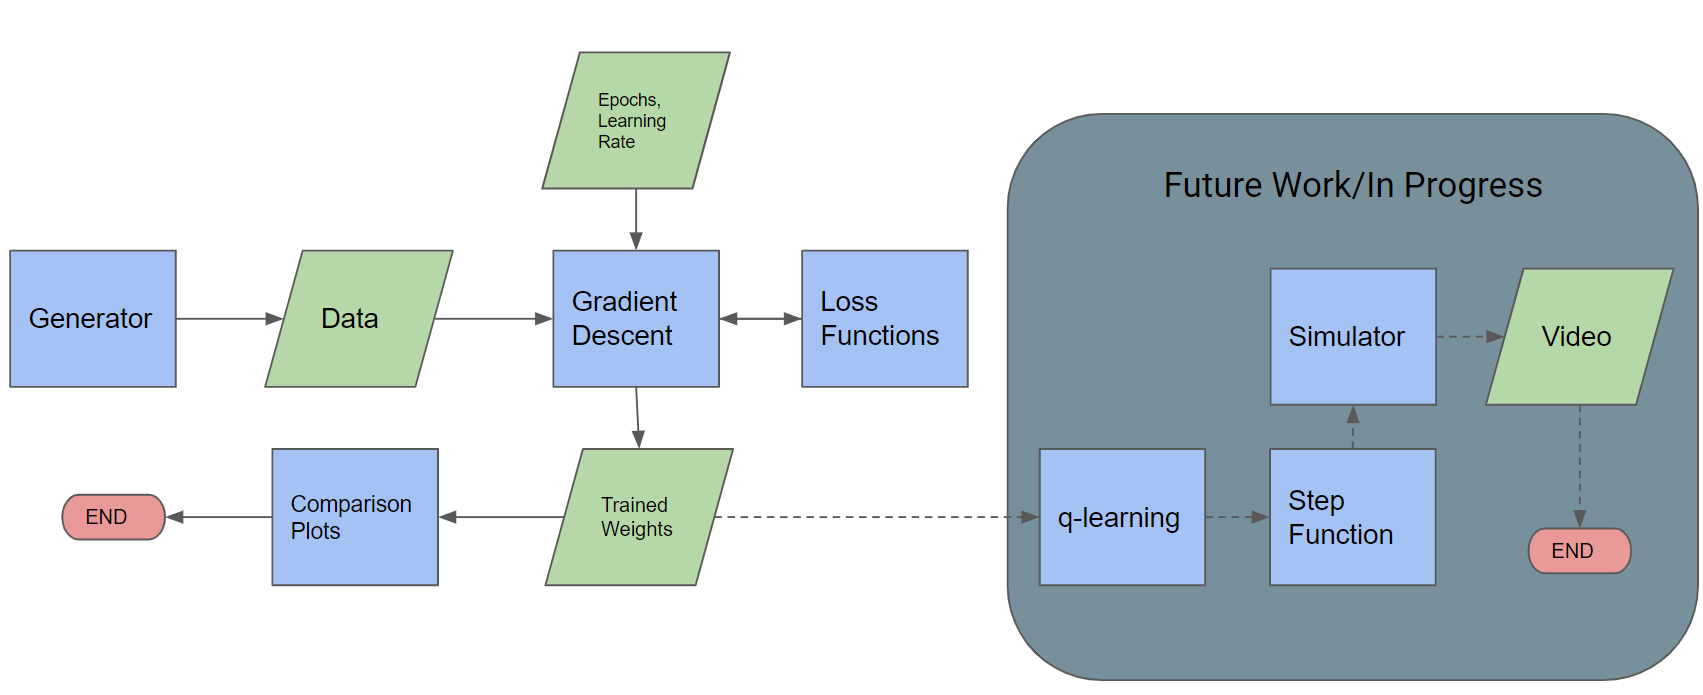 Epochs,
Learning
Rate
Future Work/In Progress
Generator
Data
Gradient
Descent
Loss
Functions
Simulator
Video
END
Comparison
Plots
Trained
Weights
q-learning
Step
Function
END